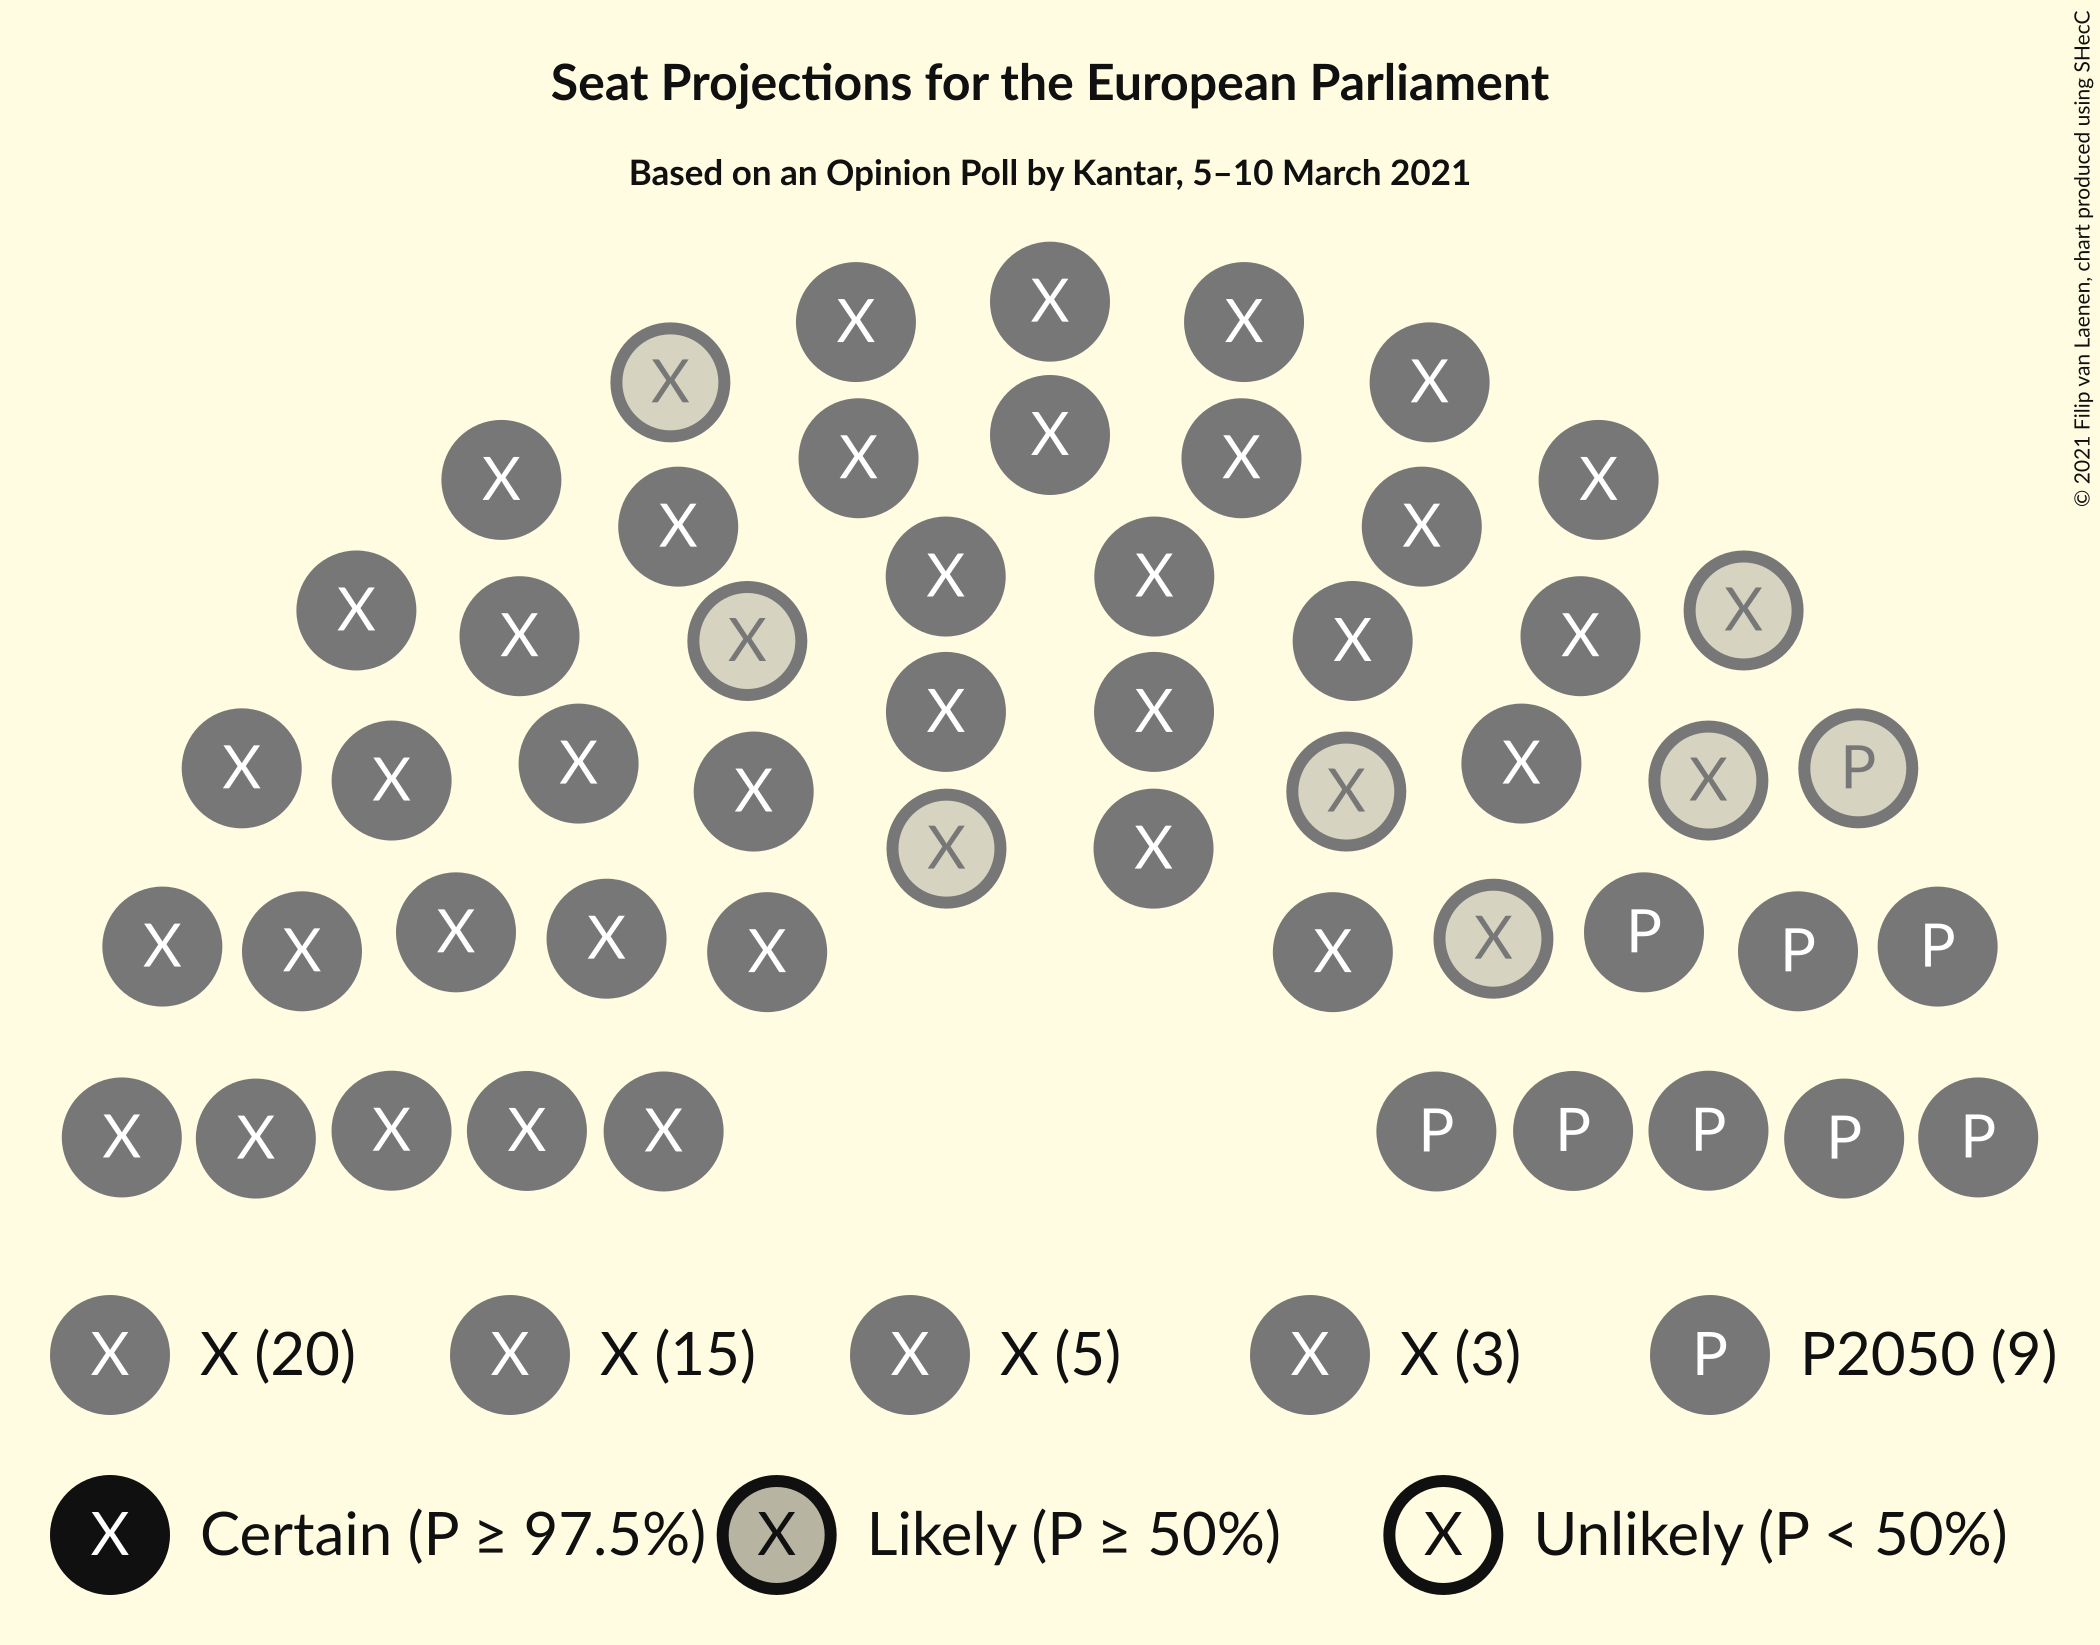 Seat Projections for the European Parliament
Based on an Opinion Poll by Kantar, 5–10 March 2021
© 2021 Filip van Laenen, chart produced using SHecC
X X X
X X
X X X
X X
X X X X
X X
X X X X
X X
X X
X X X X
X X X X
X X
X X P P
X X P P
X X X P
X X P P P
X X P P P
X X (20) X X (15) X X (5) X X (3) P P2050 (9)
X Certain (P ≥ 97.5%) X Likely (P ≥ 50%) X Unlikely (P < 50%)